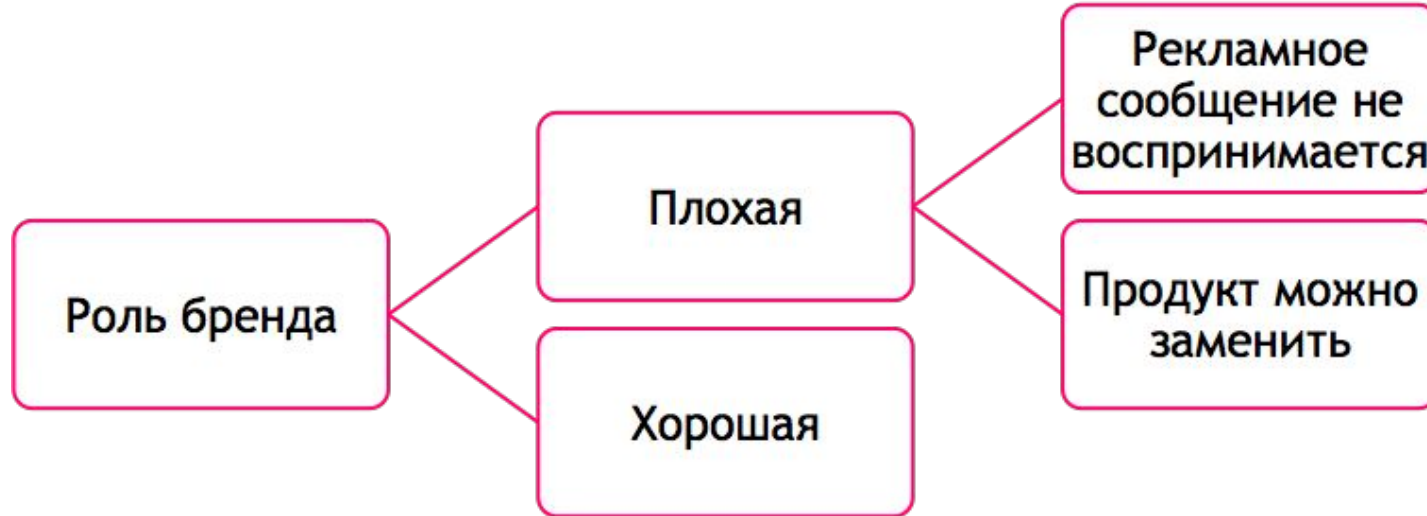 Роль бренда
Плохая
Хорошая
Рекламное
сообщение не
воспринимается
Продукт можно
заменить